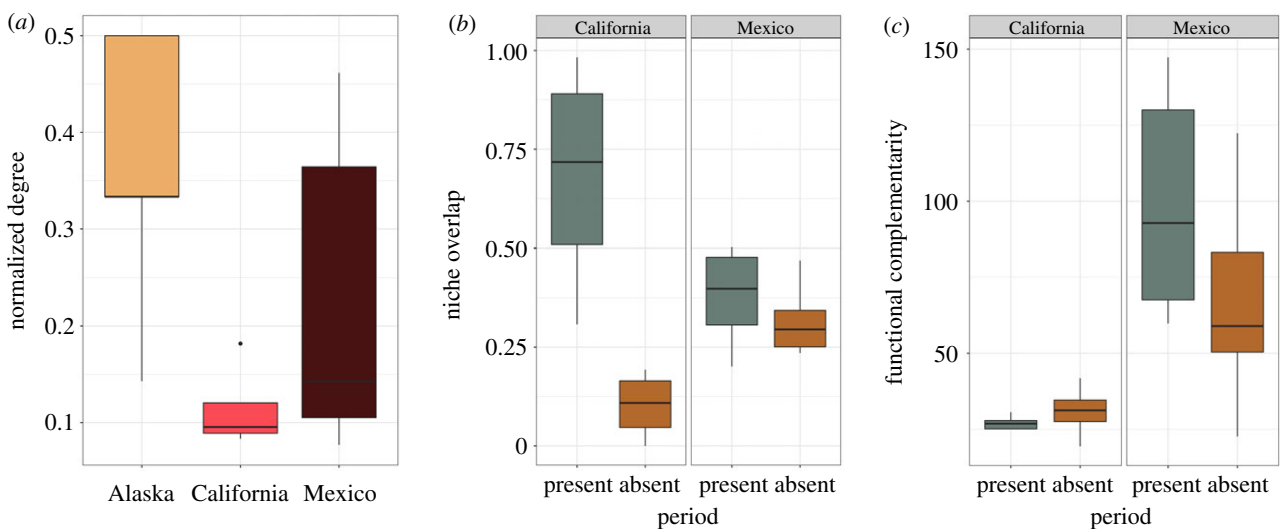 (a)
normalized degree
0.5
0.4
0.3
0.2
0.1
Alaska California Mexico
(b)
California Mexico
niche overlap
1.00
0.75
0.50
0.25
0
present absent present absent
period
(c)
California Mexico
functional complementarity
150
100
50
present absent present absent
period